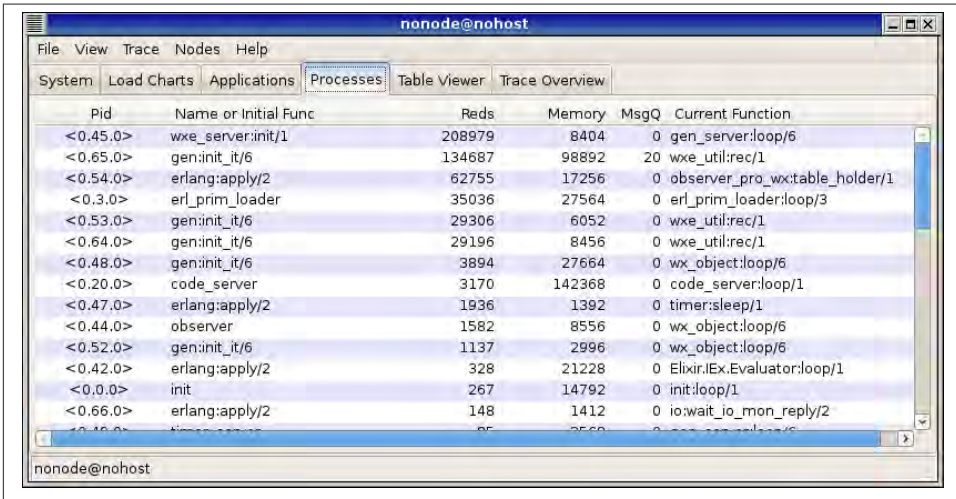 nonode@nohost
File View Trace Nodes Help
System Load Charts Applications Processes Table Viewer Trace Overview
Pid Name or Initial Func Reds Memory MsgQ Current Function
<0.45.0> wxe_server:init/1 208979 8404 0 gen_server:loop/6
<0.65.0> gen:init_it/6 134687 98892 20 wxe_util:rec/1
<0.54.0> erlang:apply/2 62755 17256 0 observer_pro_wx:table_holder/1
<0.3.0> erl_prim_loader 35036 27564 0 erl_prim_loader:loop/3
<0.53.0> gen:init_it/6 29306 6052 0 wxe_util:rec/1
<0.64.0> gen:init_it/6 29196 8456 0 wxe_util:rec/1
<0.48.0> gen:init_it/6 3894 27664 0 wx_object:loop/6
<0.20.0> code_server 3170 142368 0 code_server:loop/1
<0.47.0> erlang:apply/2 1936 1392 0 timer:sleep/1
<0.44.0> observer 1582 8556 0 wx_object:loop/6
<0.52.0> gen:init_it/6 1137 2996 0 wx_object:loop/6
<0.42.0> erlang:apply/2 328 21228 0 Elixir.IEx.Evaluator:loop/1
<0.0.0> init 267 14792 0 init:loop/1
<0.66.0> erlang:apply/2 148 1412 0 io:wait_io_mon_reply/2
nonode@nohost